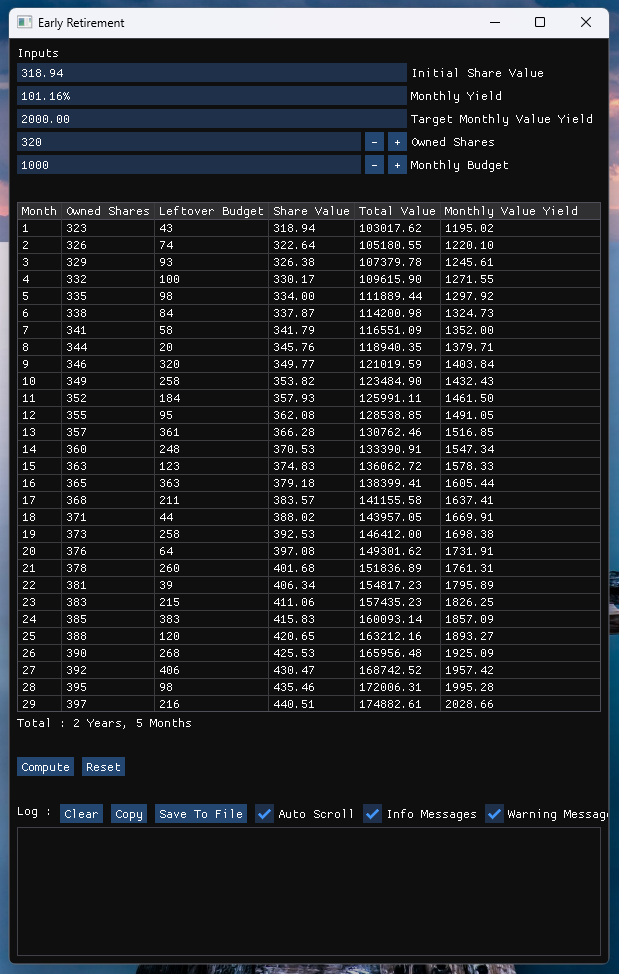 Early Retirement
Inputs
318.94 Initial Share Value
101.16% Monthly Yield
2000.00 Target Monthly Value Yield
320 - + Owned Shares
1000 - + Monthly Budget
Month Owned Shares Leftover Budget Share Value Total Value Monthly Value Yield
1 323 43 318.94 103017.62 1195.02
2 326 74 322.64 105180.55 1220.10
3 329 93 326.38 107379.78 1245.61
4 332 100 330.17 109615.90 1271.55
5 335 98 334.00 111889.44 1297.92
6 338 84 337.87 114200.98 1324.73
7 341 58 341.79 116551.09 1352.00
8 344 20 345.76 118940.35 1379.71
9 346 320 349.77 121019.59 1403.84
10 349 258 353.82 123484.90 1432.43
11 352 184 357.93 125991.11 1461.50
12 355 95 362.08 128538.85 1491.05
13 357 361 366.28 130762.46 1516.85
14 360 248 370.53 133390.91 1547.34
15 363 123 374.83 136062.72 1578.33
16 365 363 379.18 138399.41 1605.44
17 368 211 383.57 141155.58 1637.41
18 371 44 388.02 143957.05 1669.91
19 373 258 392.53 146412.00 1698.38
20 376 64 397.08 149301.62 1731.91
21 378 260 401.68 151836.89 1761.31
22 381 39 406.34 154817.23 1795.89
23 383 215 411.06 157435.23 1826.25
24 385 383 415.83 160093.14 1857.09
25 388 120 420.65 163212.16 1893.27
26 390 268 425.53 165956.48 1925.09
27 392 406 430.47 168742.52 1957.42
28 395 98 435.46 172006.31 1995.28
29 397 216 440.51 174882.61 2028.66
Total : 2 Years, 5 Months
Compute Reset
Log : Clear Copy Save To File Auto Scroll Info Messages Warning Messag